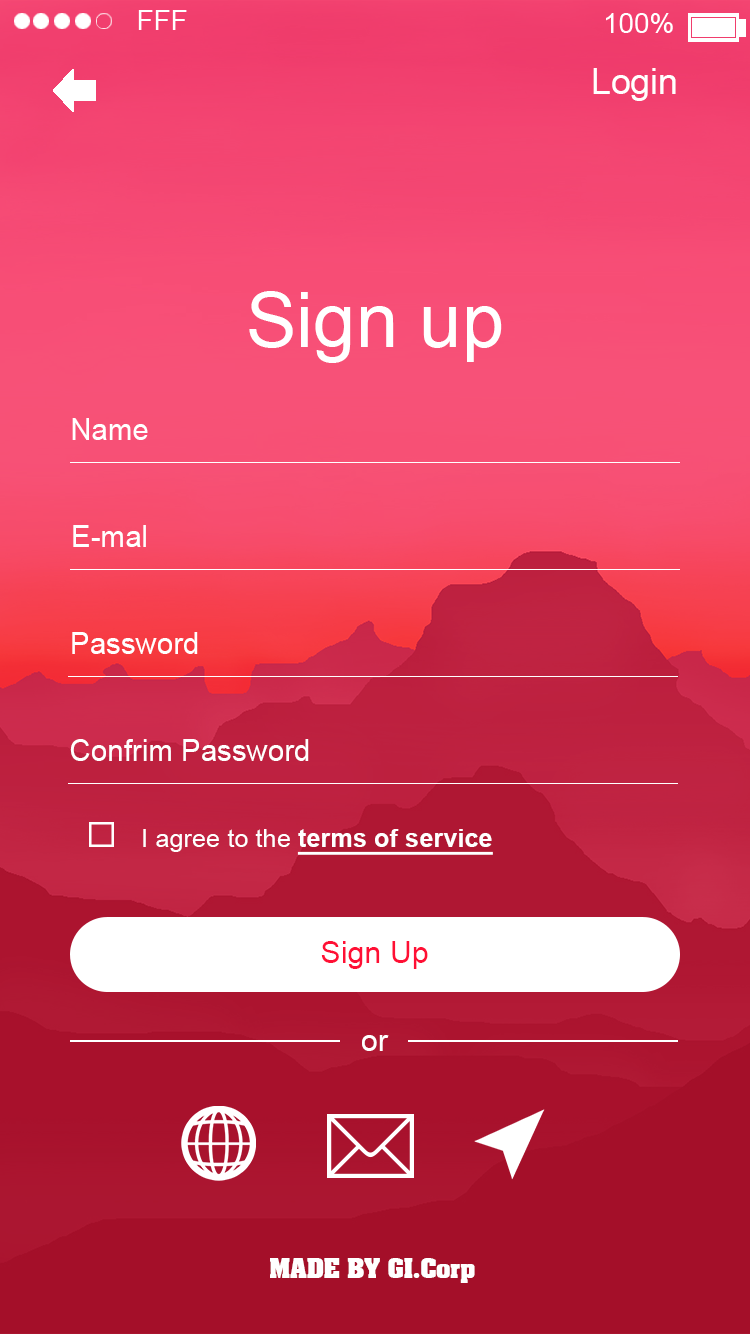 FFF
100%
Login
Sign up
Name
E-mal
Password
Confrim Password
I agree to the terms of service
Sign Up
or
MADE BY GI.Corp